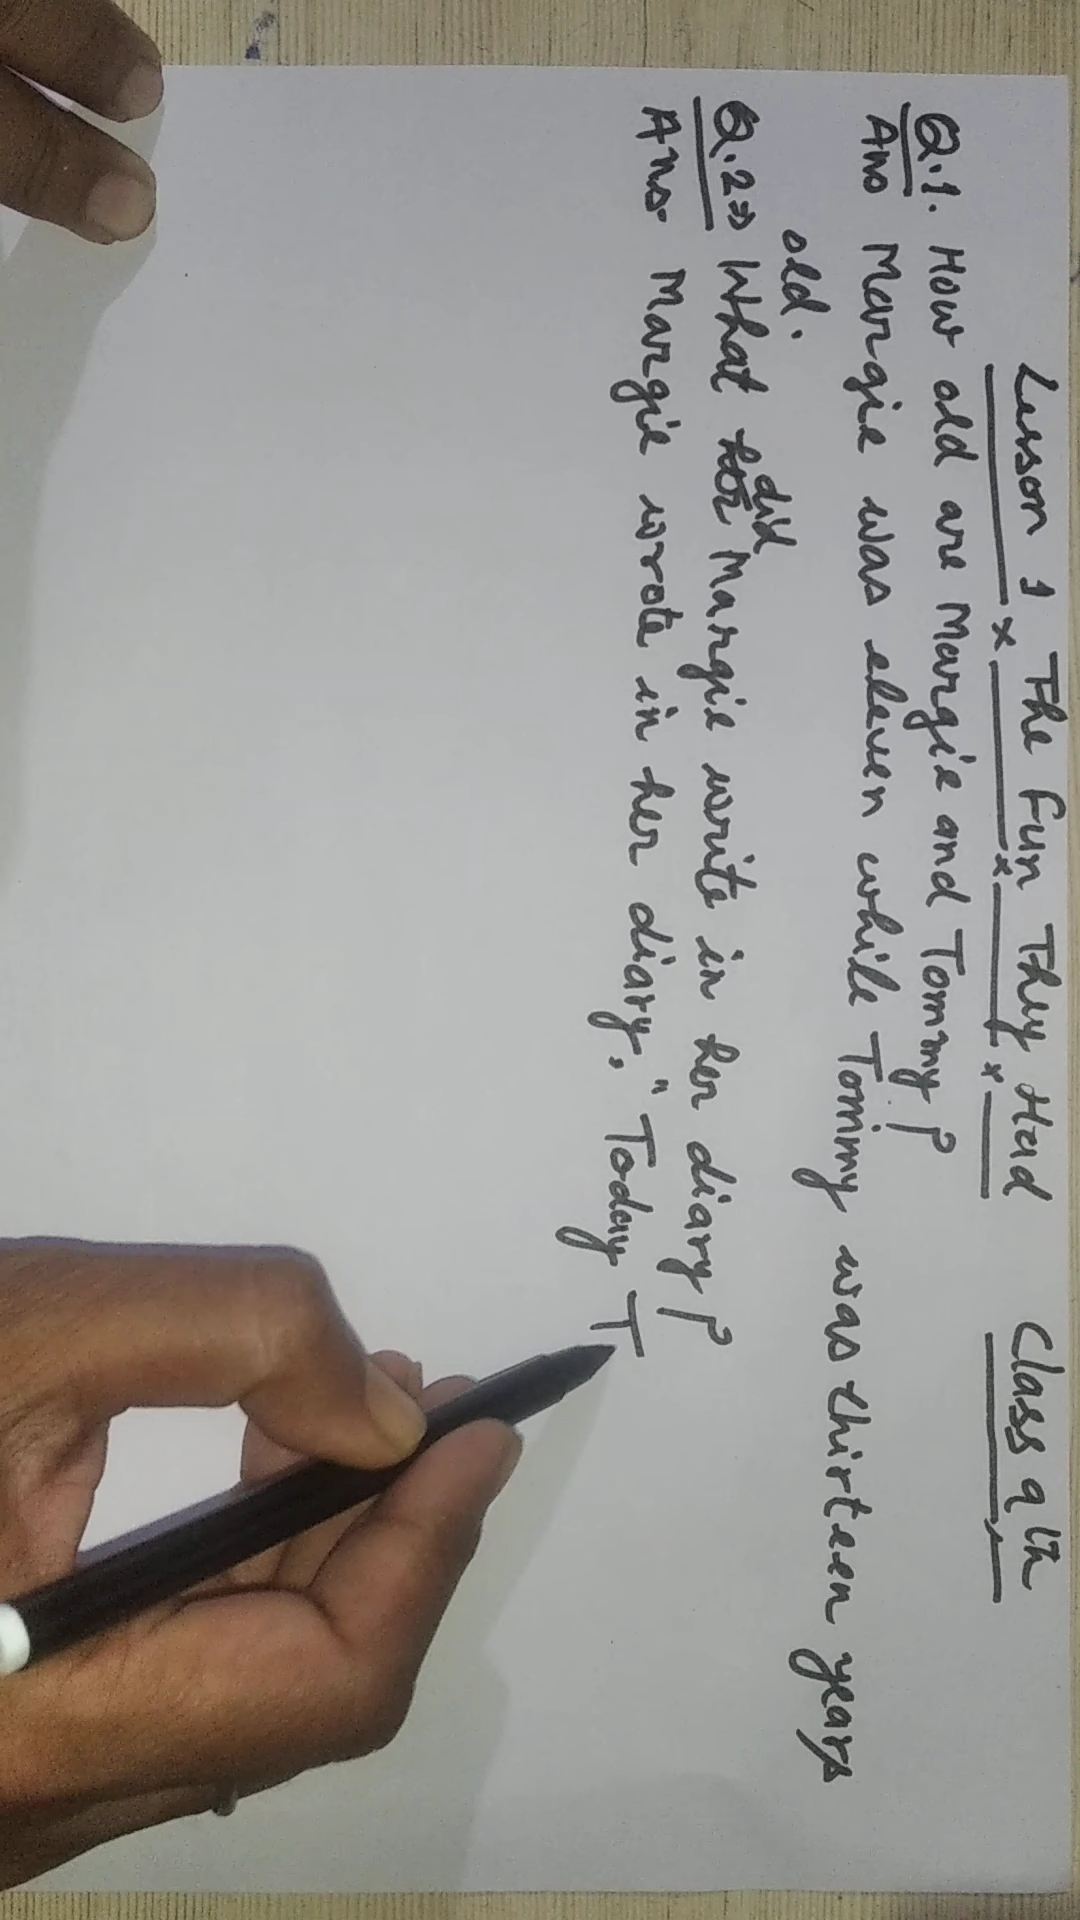 Lesson 1 The Fun They Had Class 9th
Q.1. How old are Margie and Tommy?
Ans Margie was eleven while Tommy was thirteen years
old.
did
Q.2⇒ What Margie write in her diary?
Ans. Margie wrote in her diary, "Today T